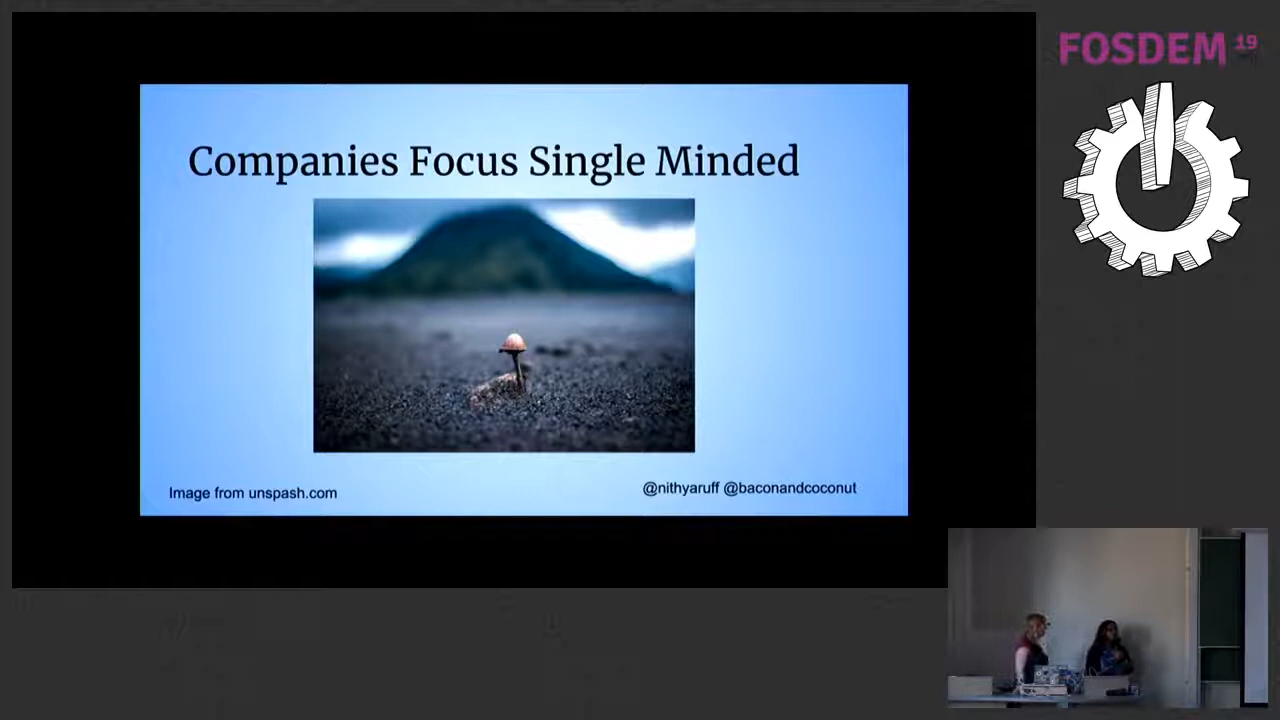 Companies Focus Single Minded
Image from unspash.com
@nithyaruff @baconandcoconut
FOSDEM 19